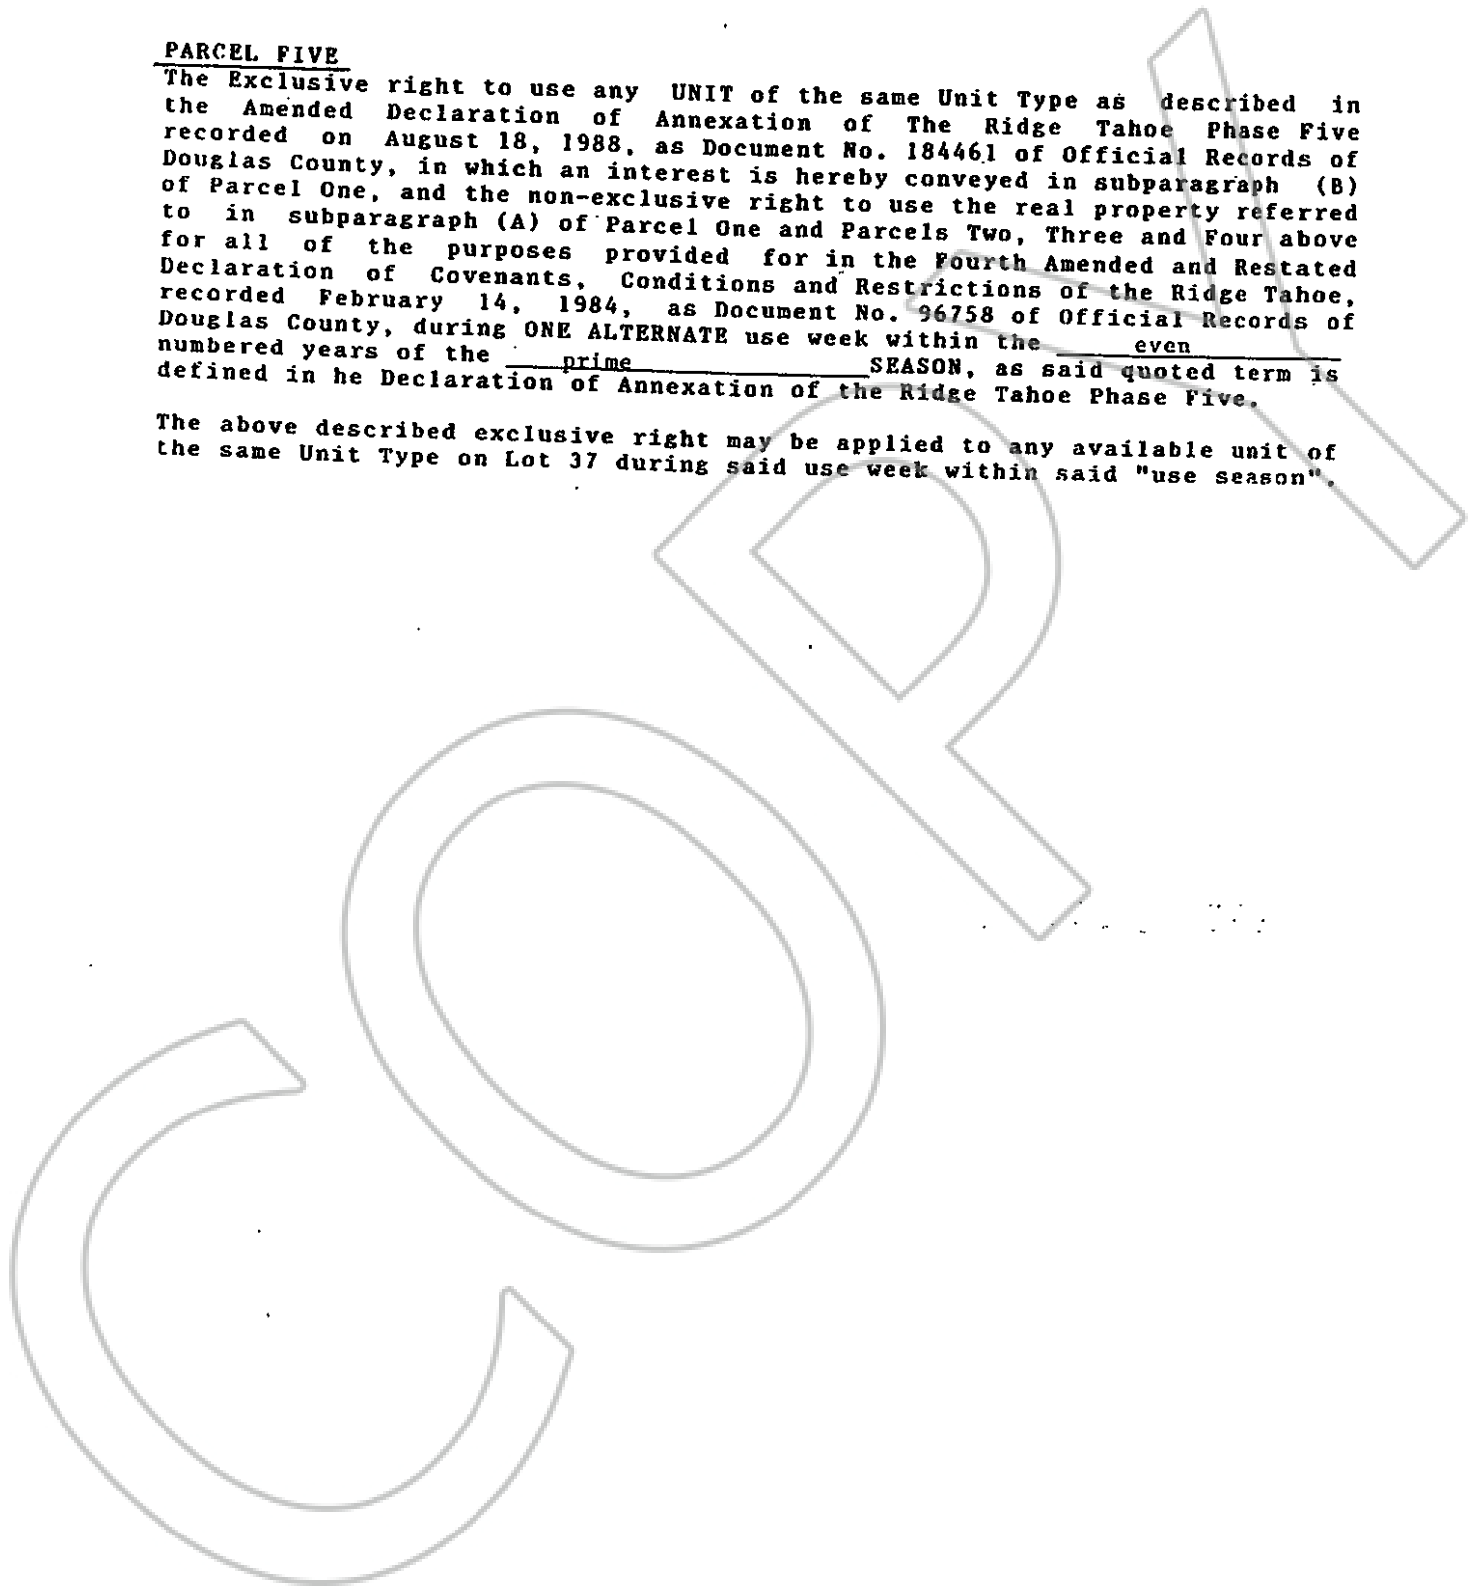 PARCEL FIVE
The Exclusive right to use any UNIT of the same Unit Type as described in
the Amended Declaration of Annexation of The Ridge Tahoe Phase Five
recorded on August 18, 1988, as Document No. 184461 of Official Records of
Douglas County, in which an interest is hereby conveyed in subparagraph (B)
of Parcel One, and the non-exclusive right to use the real property referred
to in subparagraph (A) of Parcel One and Parcels Two, Three and Four above
for all of the purposes provided for in the Fourth Amended and Restated
Declaration of Covenants, Conditions and Restrictions of the Ridge Tahoe,
recorded February 14, 1984, as Document No. 96758 of Official Records of
Douglas County, during ONE ALTERNATE use week within the even
numbered years of the prime SEASON, as said quoted term is
defined in he Declaration of Annexation of the Ridge Tahoe Phase Five.
The above described exclusive right may be applied to any available unit of
the same Unit Type on Lot 37 during said use week within said "use season".
COPY